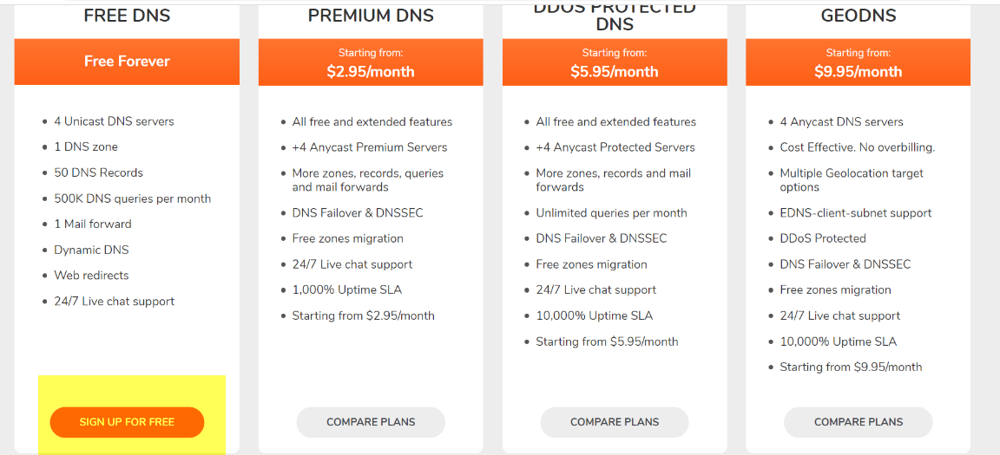 FREE DNS
Free Forever
4 Unicast DNS servers
1 DNS zone
50 DNS Records
500K DNS queries per month
1 Mail forward
Dynamic DNS
Web redirects
24/7 Live chat support
SIGN UP FOR FREE
PREMIUM DNS
Starting from:
$2.95/month
All free and extended features
+4 Anycast Premium Servers
More zones, records, queries
and mail forwards
DNS Failover & DNSSEC
Free zones migration
24/7 Live chat support
1,000% Uptime SLA
Starting from $2.95/month
COMPARE PLANS
DDOS PROTECTED
DNS
Starting from:
$5.95/month
All free and extended features
+4 Anycast Protected Servers
More zones, records and mail
forwards
Unlimited queries per month
DNS Failover & DNSSEC
Free zones migration
24/7 Live chat support
10,000% Uptime SLA
Starting from $5.95/month
COMPARE PLANS
GEODNS
Starting from:
$9.95/month
4 Anycast DNS servers
Cost Effective. No overbilling.
Multiple Geolocation target
options
EDNS-client-subnet support
DDoS Protected
DNS Failover & DNSSEC
Free zones migration
24/7 Live chat support
10,000% Uptime SLA
Starting from $9.95/month
COMPARE PLANS